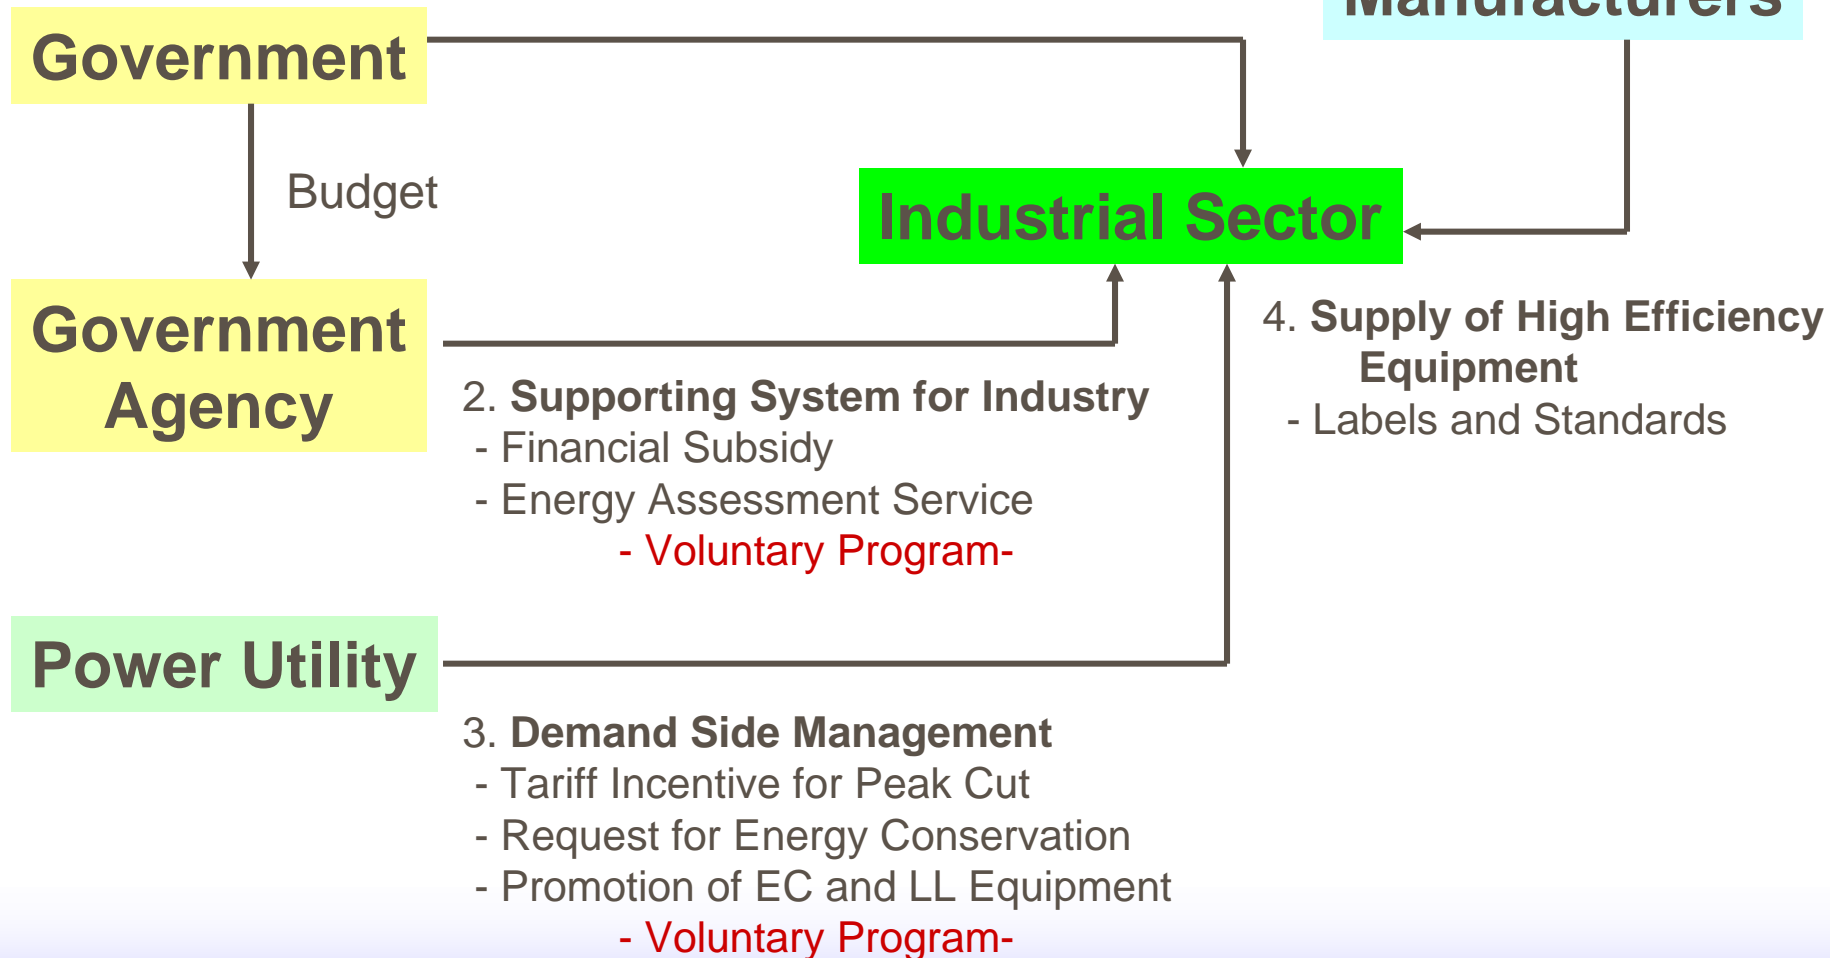 Manufacturers
Government
Budget
Industrial Sector
Government
Agency
4. Supply of High Efficiency
Equipment
- Labels and Standards
2. Supporting System for Industry
- Financial Subsidy
- Energy Assessment Service
- Voluntary Program-
Power Utility
3. Demand Side Management
- Tariff Incentive for Peak Cut
- Request for Energy Conservation
- Promotion of EC and LL Equipment
- Voluntary Program-